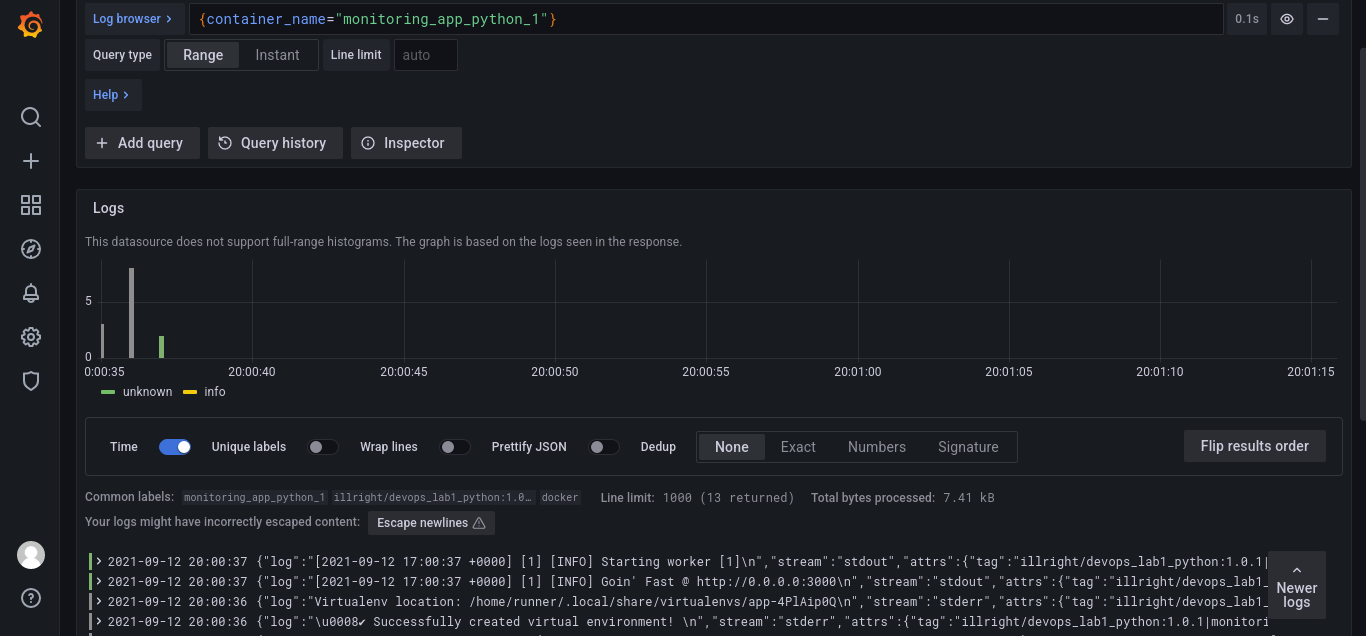 Log browser > {container_name="monitoring_app_python_1"} 0.1s
Query type Range Instant Line limit auto
Help >
+ Add query Query history Inspector
Logs
This datasource does not support full-range histograms. The graph is based on the logs seen in the response.
5
0
0:00:35 20:00:40 20:00:45 20:00:50 20:00:55 20:01:00 20:01:05 20:01:10 20:01:15
unknown info
Time Unique labels Wrap lines Prettify JSON Dedup None Exact Numbers Signature Flip results order
Common labels: monitoring_app_python_1 illright/devops_lab1_python:1.0… docker Line limit: 1000 (13 returned) Total bytes processed: 7.41 kB
Your logs might have incorrectly escaped content: Escape newlines
> 2021-09-12 20:00:37 {"log":"[2021-09-12 17:00:37 +0000] [1] [INFO] Starting worker [1]\n","stream":"stdout","attrs":{"tag":"illright/devops_lab1_python:1.0.1|
> 2021-09-12 20:00:37 {"log":"[2021-09-12 17:00:37 +0000] [1] [INFO] Goin' Fast @ http://0.0.0.0:3000\n","stream":"stdout","attrs":{"tag":"illright/devops_lab1_
> 2021-09-12 20:00:36 {"log":"Virtualenv location: /home/runner/.local/share/virtualenvs/app-4PlAip0Q\n","stream":"stderr","attrs":{"tag":"illright/devops_lab1_
> 2021-09-12 20:00:36 {"log":"\u0008✔ Successfully created virtual environment! \n","stream":"stderr","attrs":{"tag":"illright/devops_lab1_python:1.0.1|monitori
Newer
logs